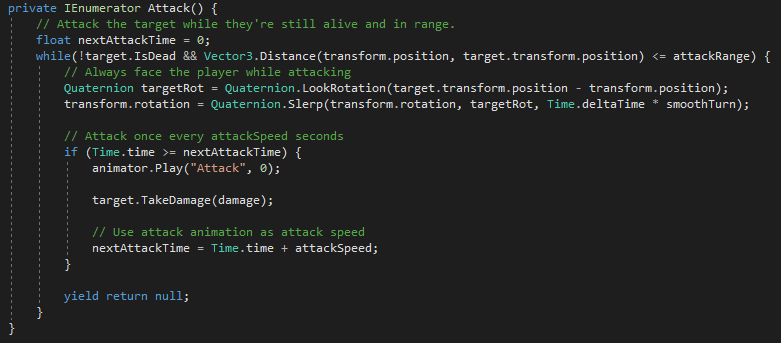 private IEnumerator Attack() {
// Attack the target while they're still alive and in range.
float nextAttackTime = 0;
while(!target.IsDead && Vector3.Distance(transform.position, target.transform.position) <= attackRange) {
// Always face the player while attacking
Quaternion targetRot = Quaternion.LookRotation(target.transform.position - transform.position);
transform.rotation = Quaternion.Slerp(transform.rotation, targetRot, Time.deltaTime * smoothTurn);
// Attack once every attackSpeed seconds
if (Time.time >= nextAttackTime) {
animator.Play("Attack", 0);
target.TakeDamage(damage);
// Use attack animation as attack speed
nextAttackTime = Time.time + attackSpeed;
}
yield return null;
}
}